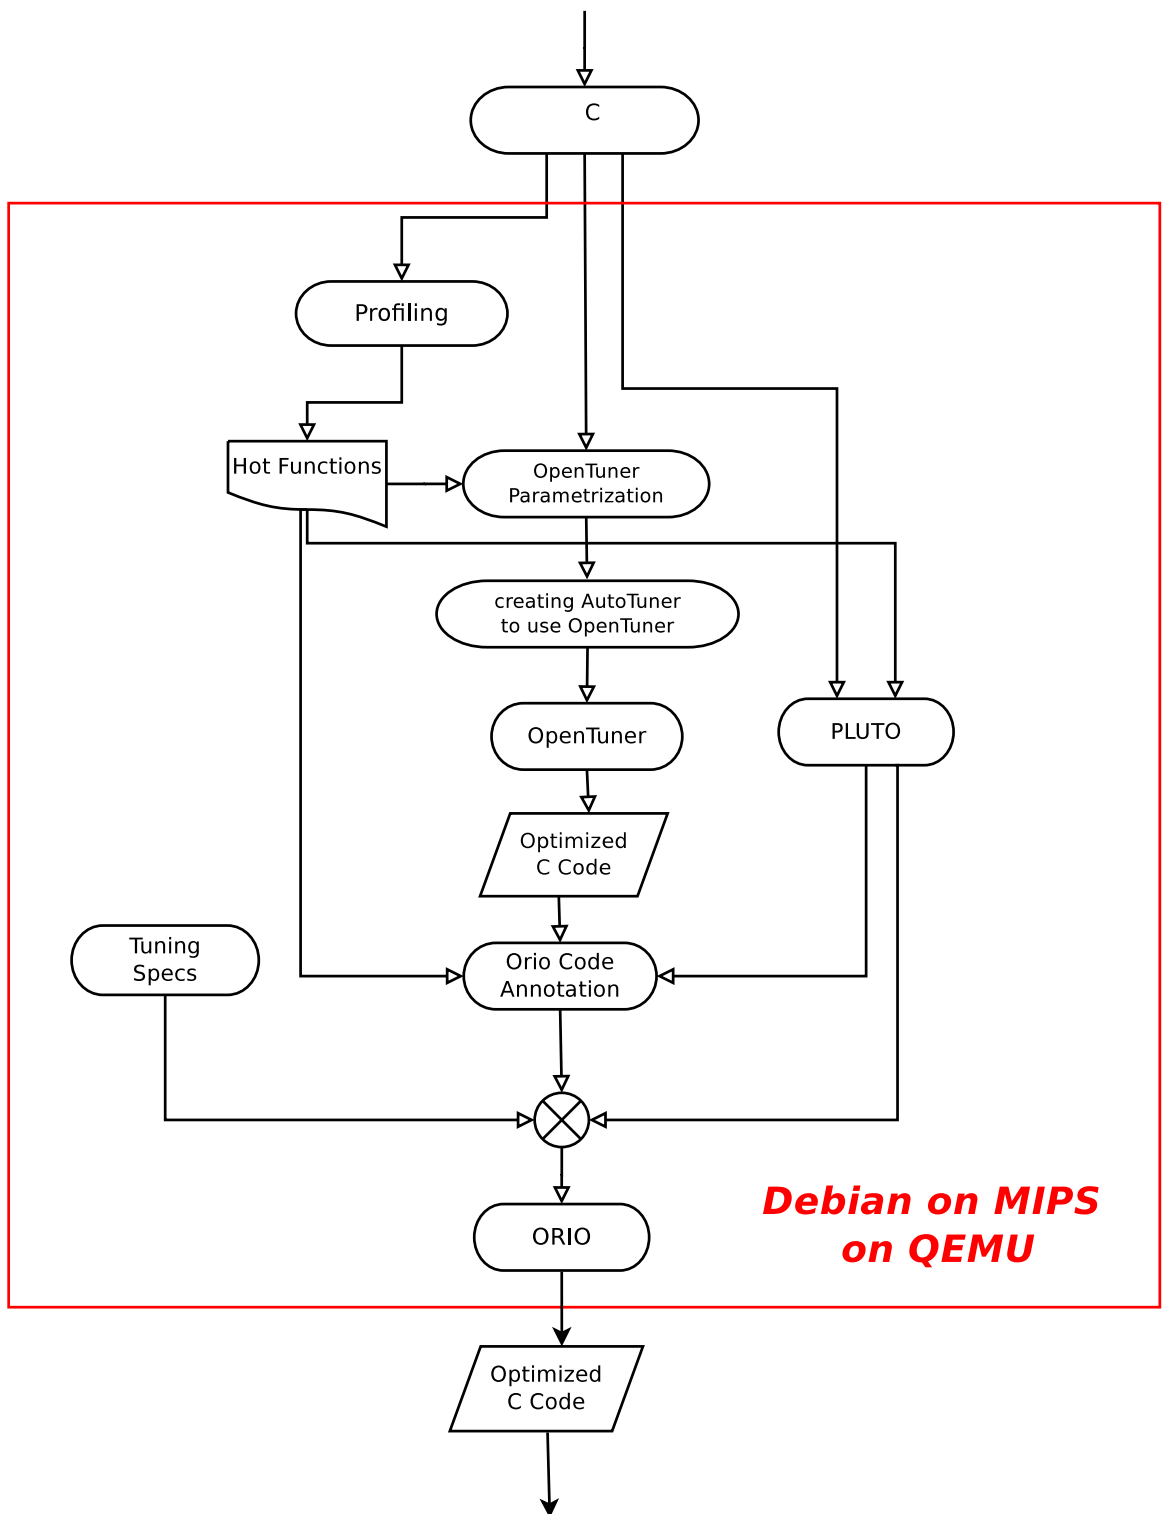 C
Profiling
Hot Functions
OpenTuner
Parametrization
creating AutoTuner
to use OpenTuner
OpenTuner
PLUTO
Optimized
C Code
Tuning
Specs
Orio Code
Annotation
ORIO
Debian on MIPS
on QEMU
Optimized
C Code